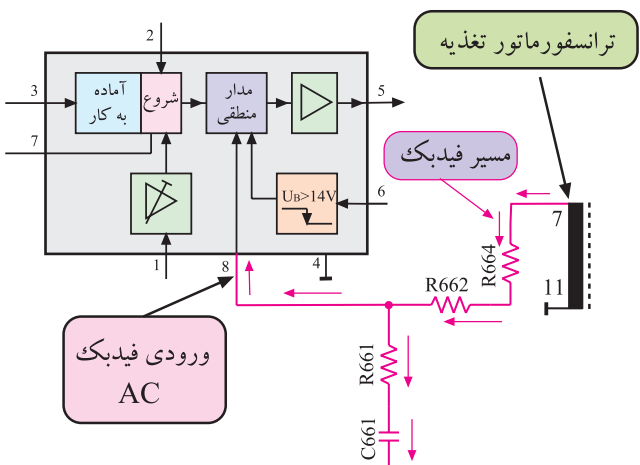 ترانسفورماتور تغذیه
2
3
آماده
به کار
شروع
مدار
منطقی
5
7
مسیر فیدبک
UB>14V
6
1
8
4
7
R664
11
R662
ورودی فیدبک
AC
R661
C661